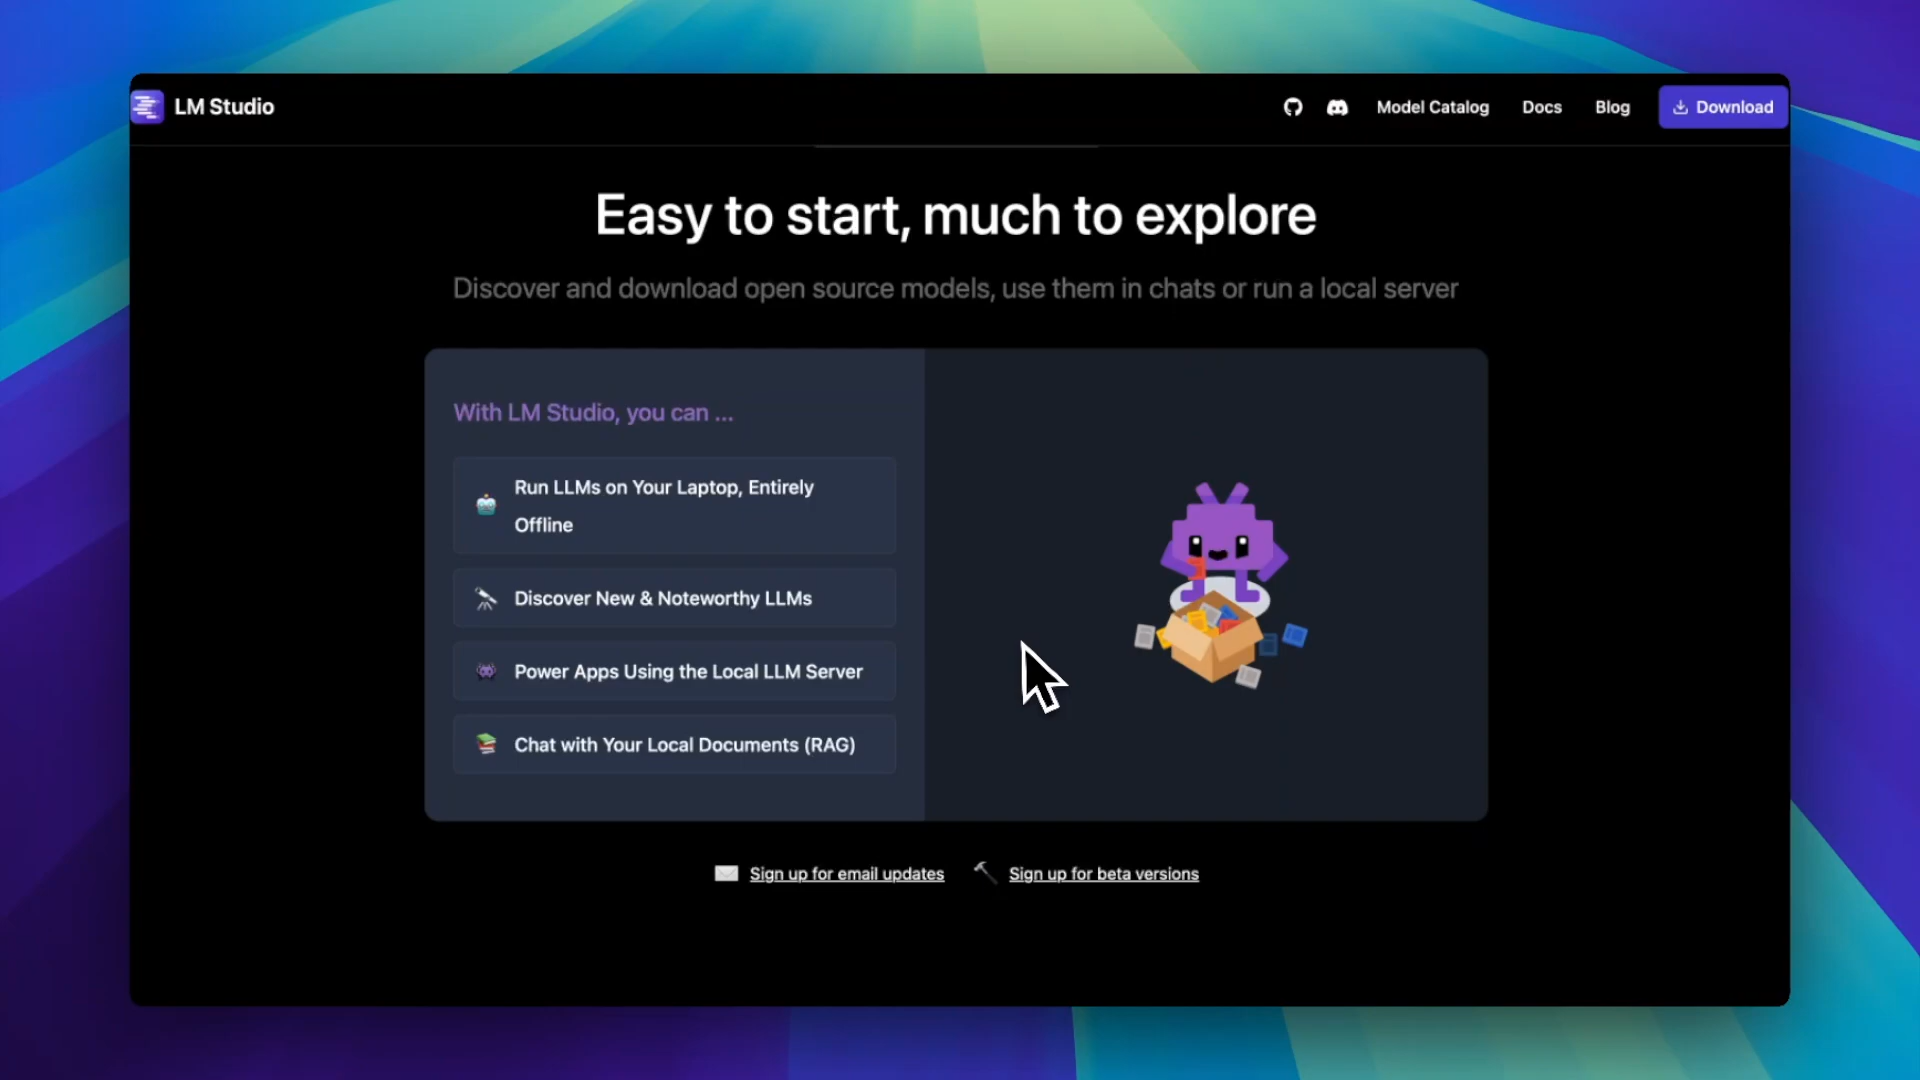 LM Studio
Model Catalog
Docs
Blog
Download
Easy to start, much to explore
Discover and download open source models, use them in chats or run a local server
With LM Studio, you can ...
Run LLMs on Your Laptop, Entirely
Offline
Discover New & Noteworthy LLMs
Power Apps Using the Local LLM Server
Chat with Your Local Documents (RAG)
Sign up for email updates
Sign up for beta versions